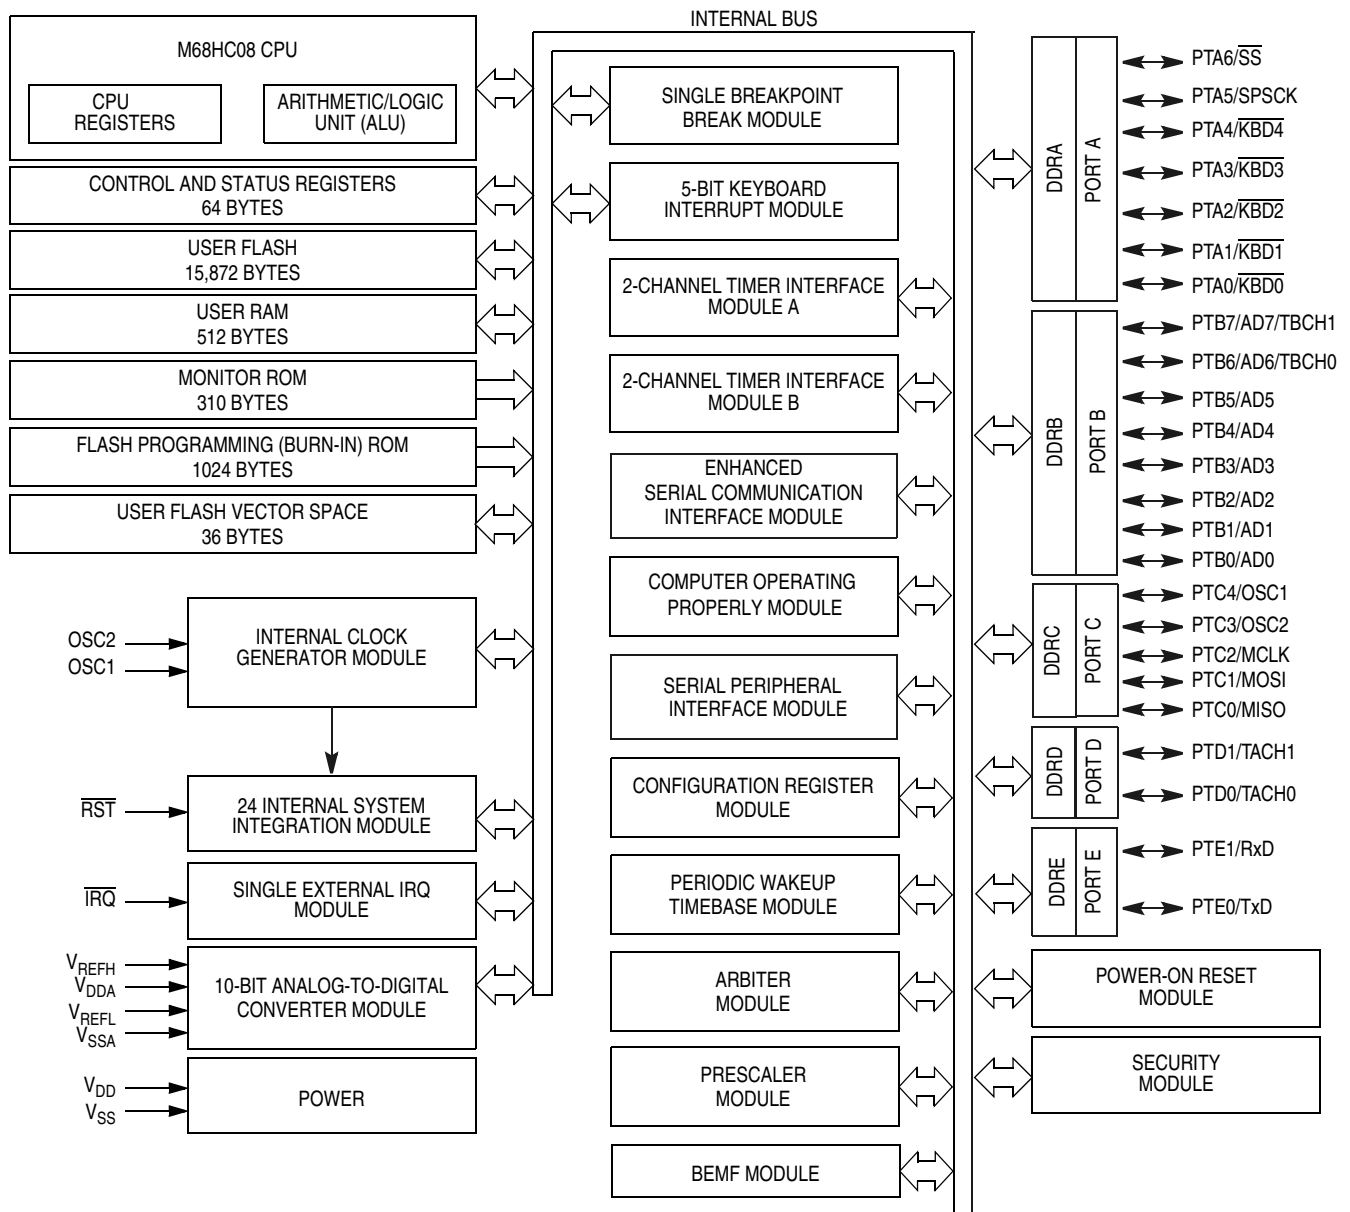 INTERNAL BUS
M68HC08 CPU
CPU
REGISTERS
ARITHMETIC/LOGIC
UNIT (ALU)
CONTROL AND STATUS REGISTERS
64 BYTES
USER FLASH
15,872 BYTES
USER RAM
512 BYTES
MONITOR ROM
310 BYTES
FLASH PROGRAMMING (BURN-IN) ROM
1024 BYTES
USER FLASH VECTOR SPACE
36 BYTES
OSC2
OSC1
INTERNAL CLOCK
GENERATOR MODULE
RST
24 INTERNAL SYSTEM
INTEGRATION MODULE
IRQ
SINGLE EXTERNAL IRQ
MODULE
VREFH
VDDA
VREFL
VSSA
10-BIT ANALOG-TO-DIGITAL
CONVERTER MODULE
VDD
VSS
POWER
SINGLE BREAKPOINT
BREAK MODULE
5-BIT KEYBOARD
INTERRUPT MODULE
2-CHANNEL TIMER INTERFACE
MODULE A
2-CHANNEL TIMER INTERFACE
MODULE B
ENHANCED
SERIAL COMMUNICATION
INTERFACE MODULE
COMPUTER OPERATING
PROPERLY MODULE
SERIAL PERIPHERAL
INTERFACE MODULE
CONFIGURATION REGISTER
MODULE
PERIODIC WAKEUP
TIMEBASE MODULE
ARBITER
MODULE
PRESCALER
MODULE
BEMF MODULE
DDRA
PORT A
PTA6/SS
PTA5/SPSCK
PTA4/KBD4
PTA3/KBD3
PTA2/KBD2
PTA1/KBD1
PTA0/KBD0
DDRB
PORT B
PTB7/AD7/TBCH1
PTB6/AD6/TBCH0
PTB5/AD5
PTB4/AD4
PTB3/AD3
PTB2/AD2
PTB1/AD1
PTB0/AD0
DDRC
PORT C
PTC4/OSC1
PTC3/OSC2
PTC2/MCLK
PTC1/MOSI
PTC0/MISO
DDRD
PORT D
PTD1/TACH1
PTD0/TACH0
DDRE
PORT E
PTE1/RxD
PTE0/TxD
POWER-ON RESET
MODULE
SECURITY
MODULE